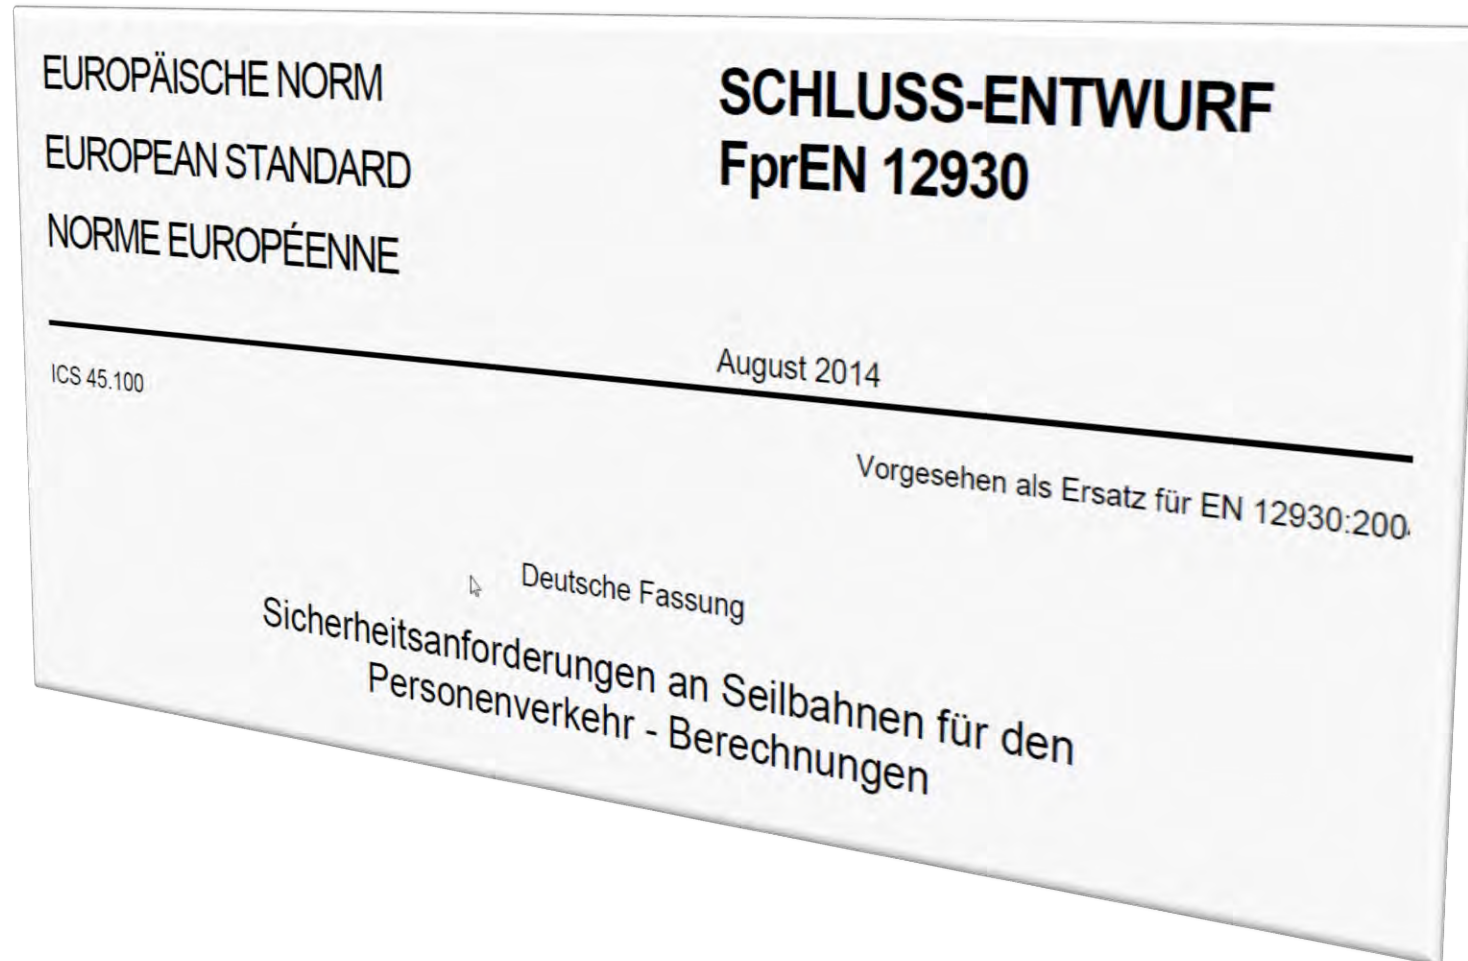 EUROPÄISCHE NORM
EUROPEAN STANDARD
NORME EUROPÉENNE
SCHLUSS-ENTWURF
FprEN 12930
August 2014
ICS 45.100
Vorgesehen als Ersatz für EN 12930:200
Deutsche Fassung
Sicherheitsanforderungen an Seilbahnen für den
Personenverkehr - Berechnungen